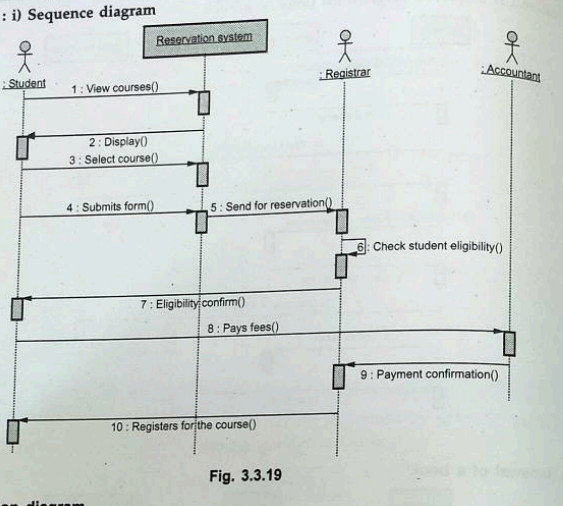 : i) Sequence diagram
Reservation system
: Student
: Registrar
: Accountant
1 : View courses()
2 : Display()
3 : Select course()
4 : Submits form()
5 : Send for reservation()
6 : Check student eligibility()
7 : Eligibility confirm()
8 : Pays fees()
9 : Payment confirmation()
10 : Registers for the course()
Fig. 3.3.19
diagram